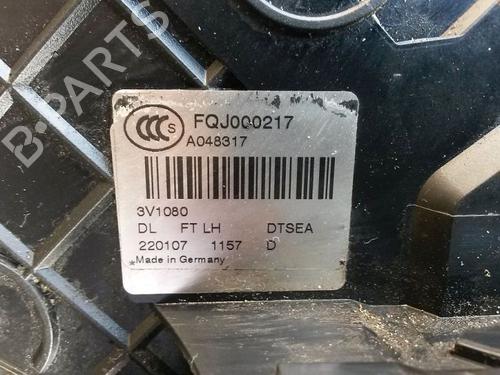 B-PARTS
CCC S
FQJ000217
A048317
3V1080
DL FT LH DTSEA
220107 1157 D
Made in Germany